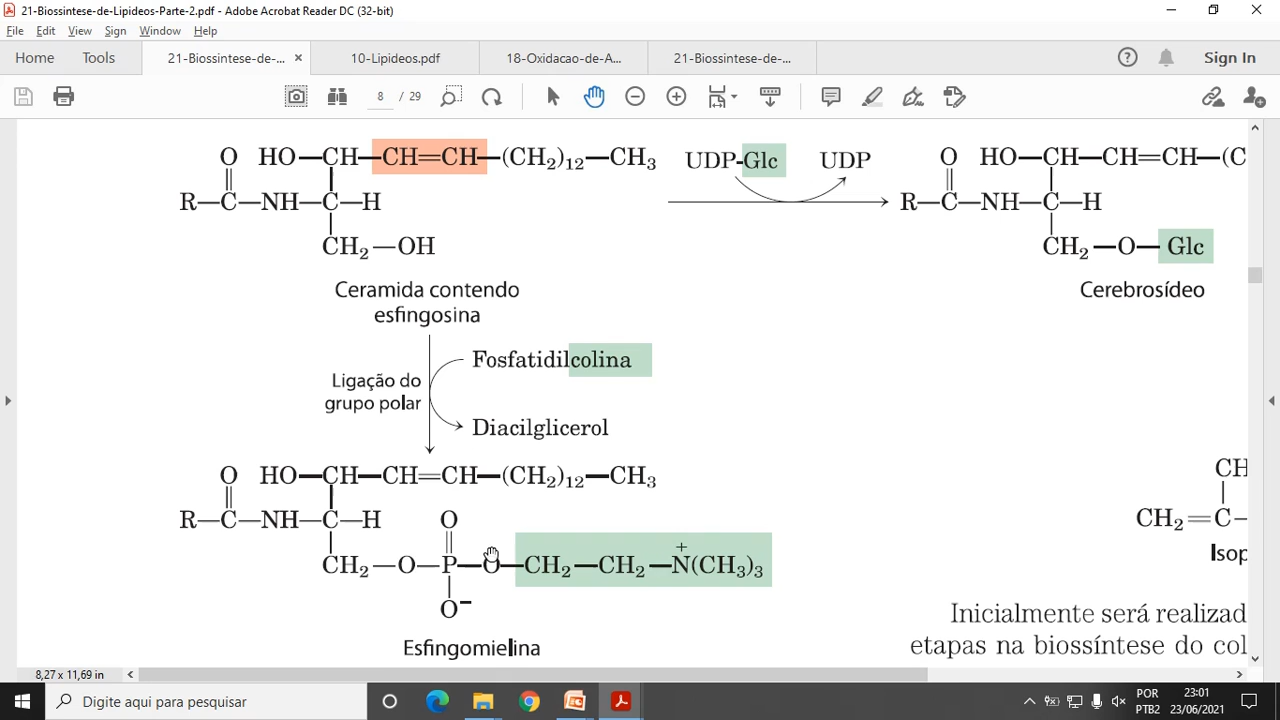 21-Biossintese-de-Lipideos-Parte-2.pdf - Adobe Acrobat Reader DC (32-bit)
File Edit View Sign Window Help
Home Tools 21-Biossintese-de-... × 10-Lipideos.pdf 18-Oxidacao-de-A... 21-Biossintese-de-... Sign In
8 / 29
O HO—CH—CH=CH—(CH₂)₁₂—CH₃
R—C—NH—C—H
CH₂—OH
Ceramida contendo
esfingosina
UDP-Glc UDP
O HO—CH—CH=CH—(C
R—C—NH—C—H
CH₂—O—Glc
Cerebrosídeo
Fosfatidilcolina
Ligação do
grupo polar
Diacilglicerol
O HO—CH—CH=CH—(CH₂)₁₂—CH₃
R—C—NH—C—H O
CH₂—O—P—O—CH₂—CH₂—N⁺(CH₃)₃
O⁻
Esfingomielina
CH
CH₂=C—
Isop
Inicialmente será realizad
etapas na biossíntese do col
8,27 x 11,69 in
Digite aqui para pesquisar
POR
PTB2
23:01
23/06/2021